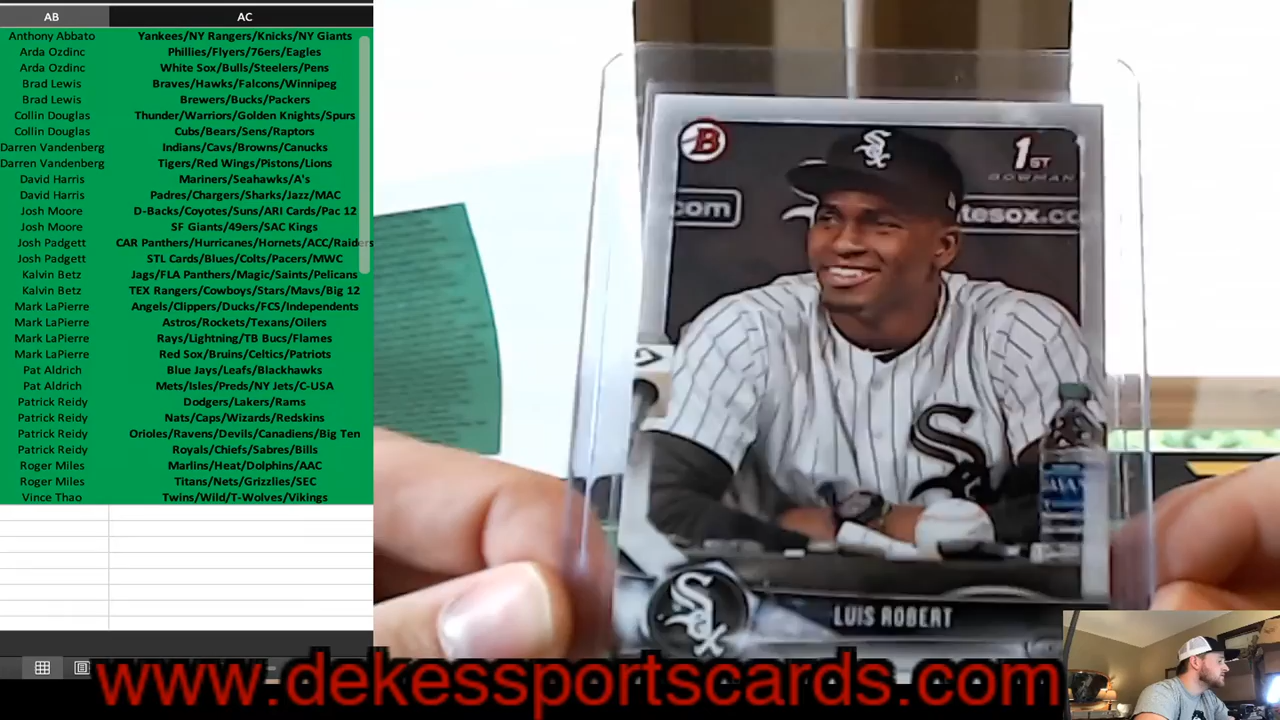 AB AC
Anthony Abbato Yankees/NY Rangers/Knicks/NY Giants
Arda Ozdinc Phillies/Flyers/76ers/Eagles
Arda Ozdinc White Sox/Bulls/Steelers/Pens
Brad Lewis Braves/Hawks/Falcons/Winnipeg
Brad Lewis Brewers/Bucks/Packers
Collin Douglas Thunder/Warriors/Golden Knights/Spurs
Collin Douglas Cubs/Bears/Sens/Raptors
Darren Vandenberg Indians/Cavs/Browns/Canucks
Darren Vandenberg Tigers/Red Wings/Pistons/Lions
David Harris Mariners/Seahawks/A's
David Harris Padres/Chargers/Sharks/Jazz/MAC
Josh Moore D-Backs/Coyotes/Suns/ARI Cards/Pac 12
Josh Moore SF Giants/49ers/SAC Kings
Josh Padgett CAR Panthers/Hurricanes/Hornets/ACC/Raiders
Josh Padgett STL Cards/Blues/Colts/Pacers/MWC
Kalvin Betz Jags/FLA Panthers/Magic/Saints/Pelicans
Kalvin Betz TEX Rangers/Cowboys/Stars/Mavs/Big 12
Mark LaPierre Angels/Clippers/Ducks/FCS/Independents
Mark LaPierre Astros/Rockets/Texans/Oilers
Mark LaPierre Rays/Lightning/TB Bucs/Flames
Mark LaPierre Red Sox/Bruins/Celtics/Patriots
Pat Aldrich Blue Jays/Leafs/Blackhawks
Pat Aldrich Mets/Isles/Preds/NY Jets/C-USA
Patrick Reidy Dodgers/Lakers/Rams
Patrick Reidy Nats/Caps/Wizards/Redskins
Patrick Reidy Orioles/Ravens/Devils/Canadiens/Big Ten
Patrick Reidy Royals/Chiefs/Sabres/Bills
Roger Miles Marlins/Heat/Dolphins/AAC
Roger Miles Titans/Nets/Grizzlies/SEC
Vince Thao Twins/Wild/T-Wolves/Vikings
B
1ST
BOWMAN
.com
tesox.co
Sox
Sox
Sox
LUIS ROBERT
www.dekessportscards.com